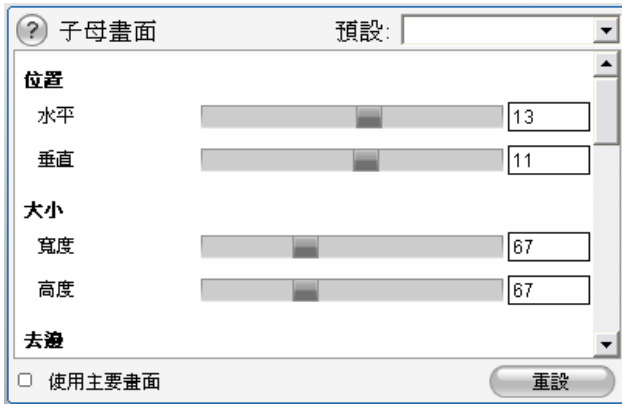 ? 子母畫面 預設:
位置
水平 13
垂直 11
大小
寬度 67
高度 67
去邊
使用主要畫面 重設